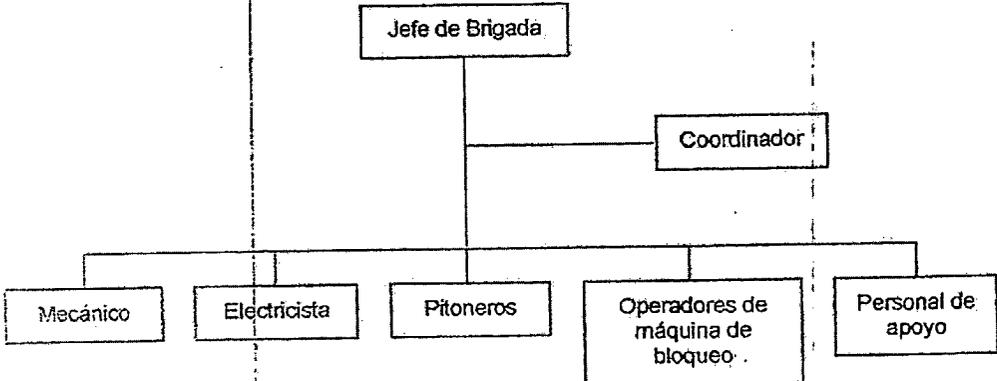 Jefe de Brigada
Coordinador
Mecánico
Electricista
Pitoneros
Operadores de
máquina de
bloqueo
Personal de
apoyo